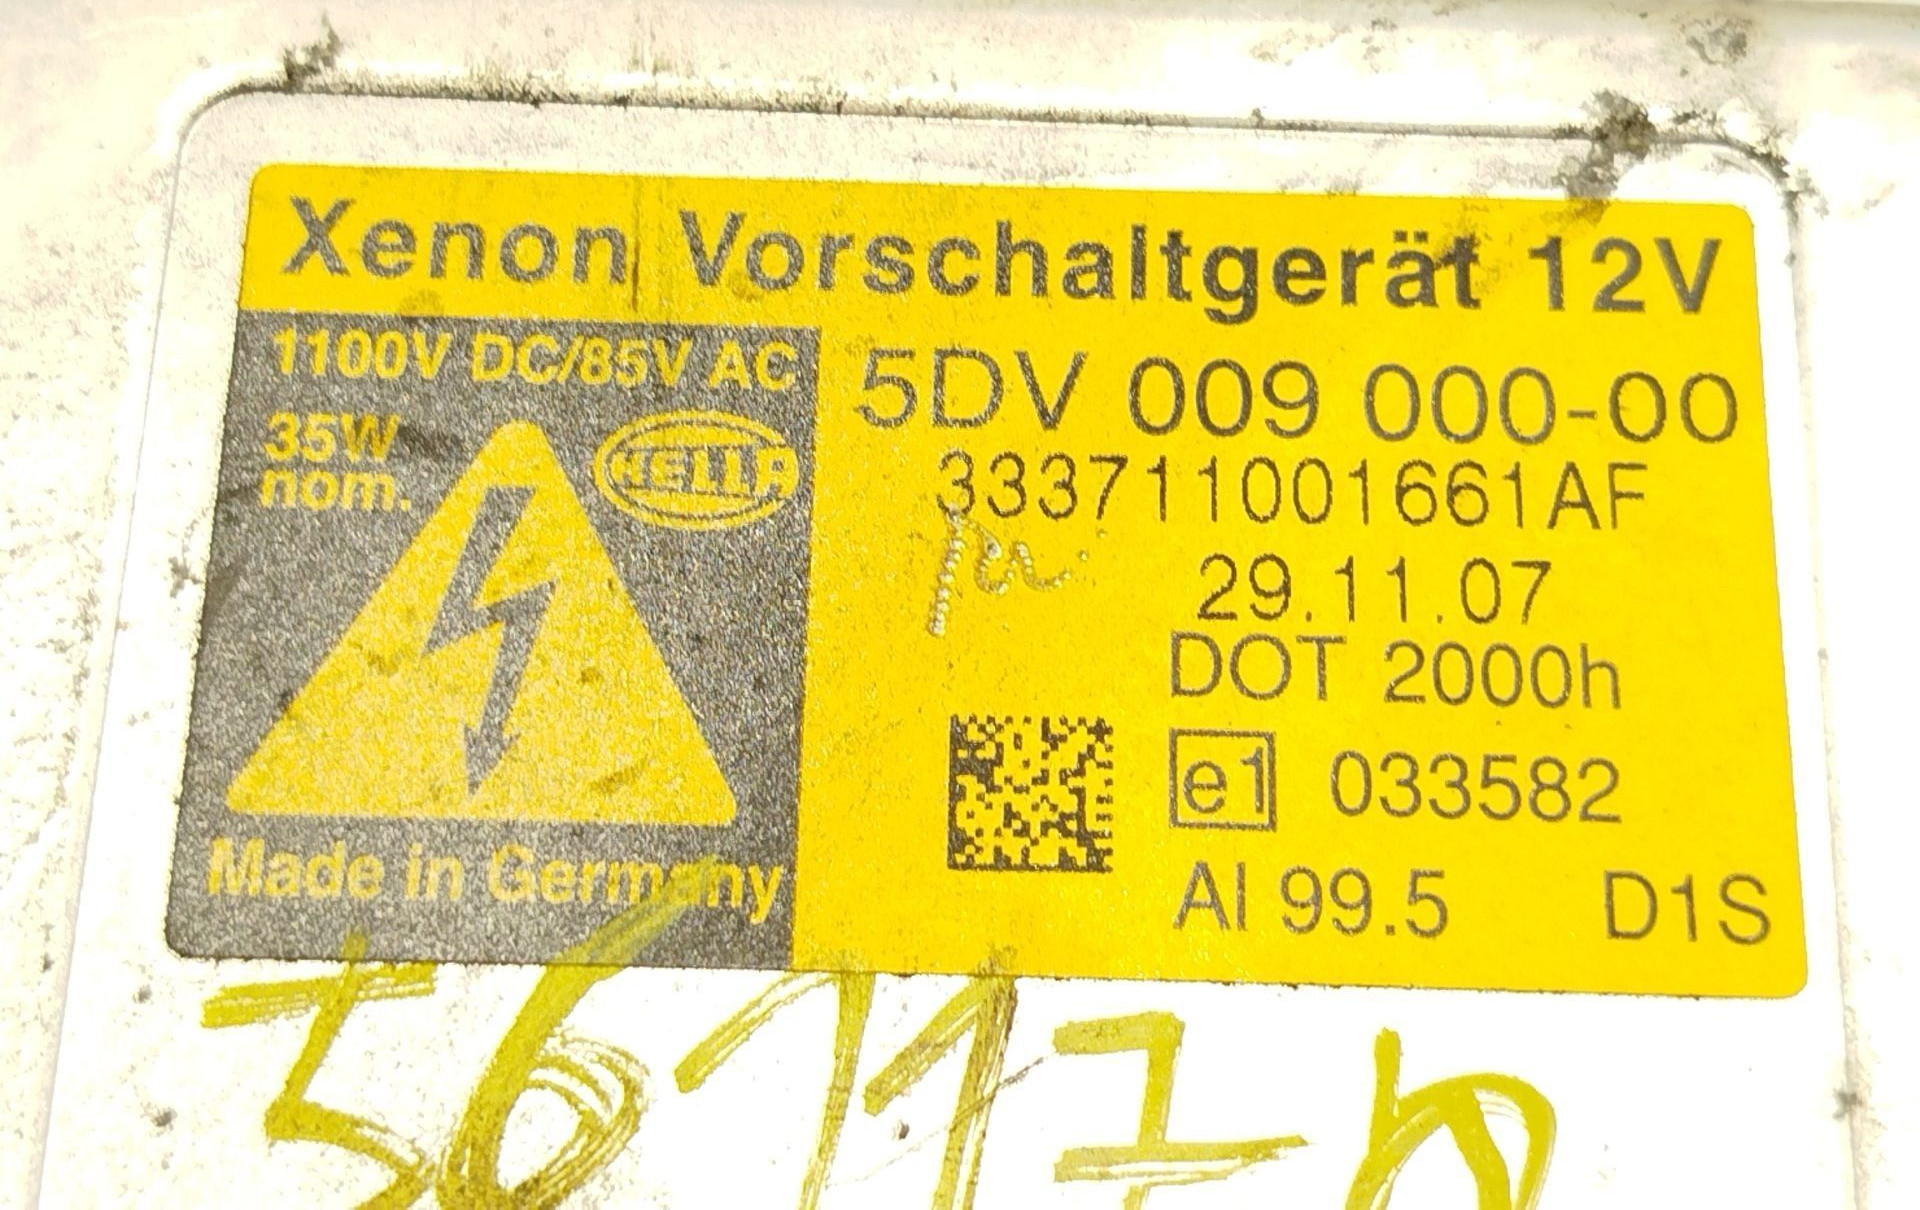 Xenon Vorschaltgerät 12V
1100V DC/85V AC
35W
nom.
HELLA
Made in Germany
5DV 009 000-00
333711001661AF
29.11.07
DOT 2000h
e1 033582
Al 99.5 D1S